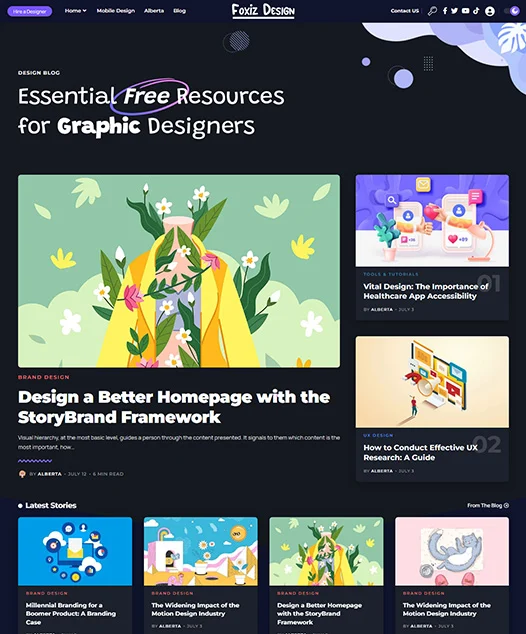 Hire a Designer
Home
Mobile Design
Alberta
Blog
Foxiz Design
Contact US
DESIGN BLOG
Essential Free Resources
for Graphic Designers
TOOLS & TUTORIALS
01
Vital Design: The Importance of
Healthcare App Accessibility
BY ALBERTA - JULY 3
BRAND DESIGN
Design a Better Homepage with the
StoryBrand Framework
Visual hierarchy, at the most basic level, guides a person through the content presented. It signals to them which content is the
most important, how...
BY ALBERTA - JULY 12 - 6 MIN READ
UX DESIGN
02
How to Conduct Effective UX
Research: A Guide
BY ALBERTA - JULY 3
Latest Stories
From The Blog
BRAND DESIGN
Millennial Branding for a
Boomer Product: A Branding
Case
BRAND DESIGN
The Widening Impact of the
Motion Design Industry
BY ALBERTA - JULY 3
BRAND DESIGN
Design a Better Homepage
with the StoryBrand
Framework
BRAND DESIGN
The Widening Impact of the
Motion Design Industry
BY ALBERTA - JULY 3